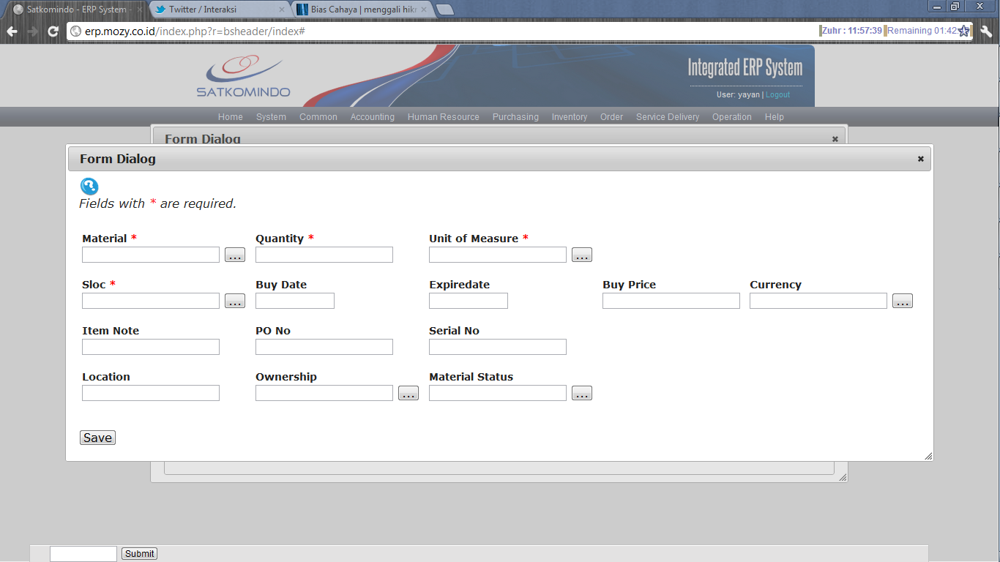 Satkomindo - ERP System -
Twitter / Interaksi
Bias Cahaya | menggali hikm
erp.mozy.co.id/index.php?r=bsheader/index#
Zuhr : 11:57:39
Remaining 01:42
SATKOMINDO
Integrated ERP System
User: yayan | Logout
Home System Common Accounting Human Resource Purchasing Inventory Order Service Delivery Operation Help
Form Dialog
Form Dialog
Fields with * are required.
Material * Quantity * Unit of Measure *
... ...
Sloc * Buy Date Expiredate Buy Price Currency
... ...
Item Note PO No Serial No
Location Ownership Material Status
... ...
Save
Submit